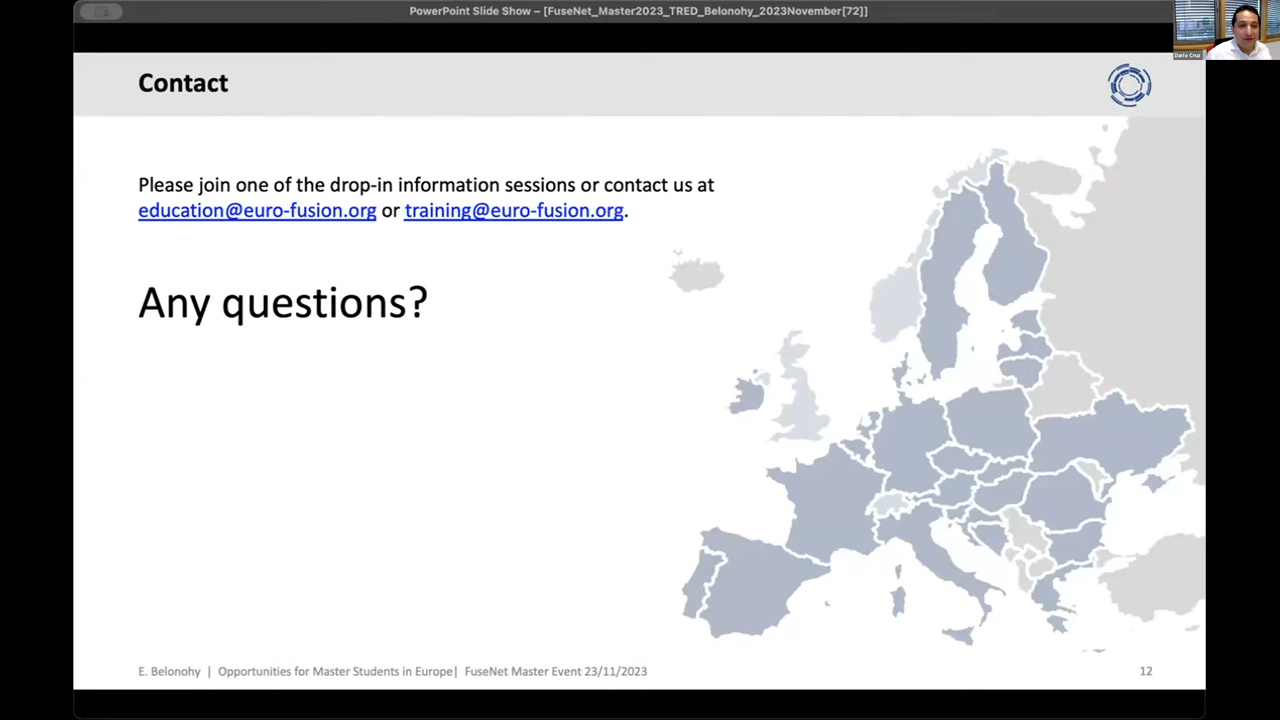 PowerPoint Slide Show – [FuseNet_Master2023_TRED_Belonohy_2023November[72]]
Dario Cruz
Contact
Please join one of the drop-in information sessions or contact us at
education@euro-fusion.org or training@euro-fusion.org.
Any questions?
E. Belonohy | Opportunities for Master Students in Europe| FuseNet Master Event 23/11/2023
12